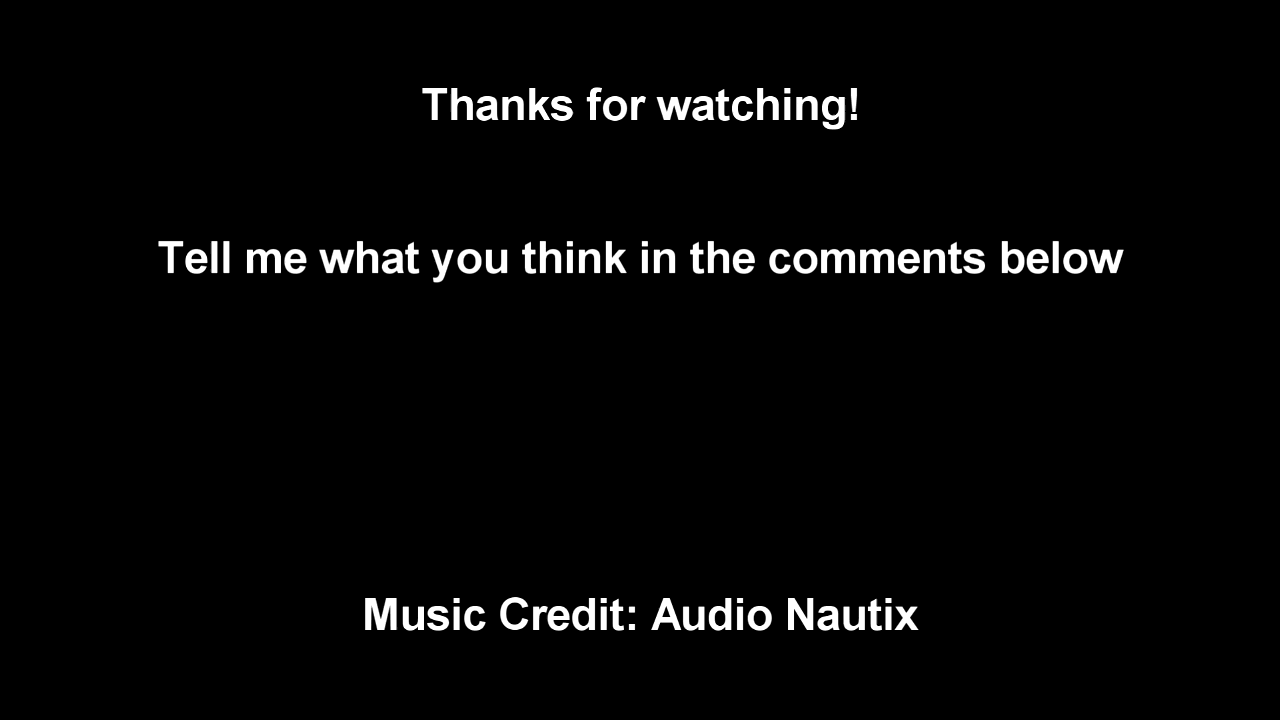 Thanks for watching!
Tell me what you think in the comments below
Music Credit: Audio Nautix